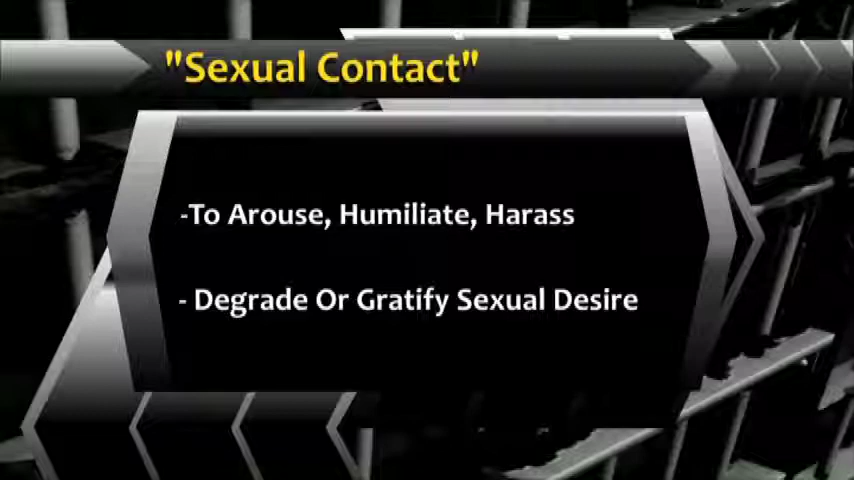 "Sexual Contact"
-To Arouse, Humiliate, Harass
- Degrade Or Gratify Sexual Desire